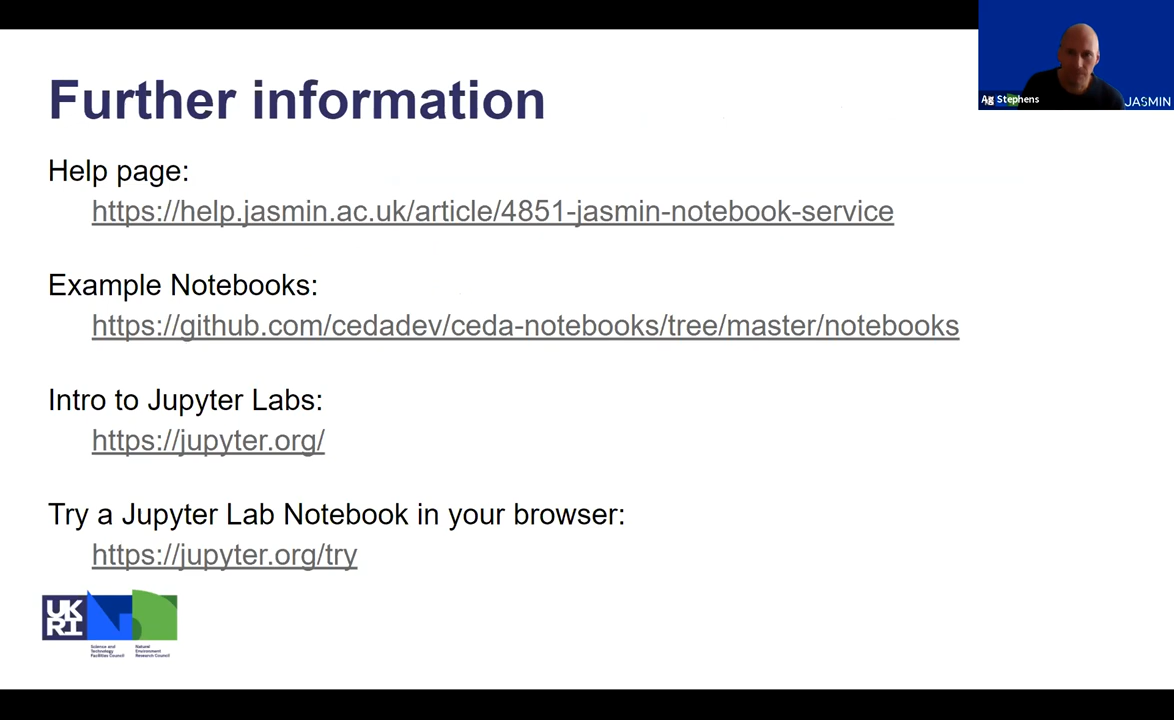 Further information
Help page:
https://help.jasmin.ac.uk/article/4851-jasmin-notebook-service
Example Notebooks:
https://github.com/cedadev/ceda-notebooks/tree/master/notebooks
Intro to Jupyter Labs:
https://jupyter.org/
Try a Jupyter Lab Notebook in your browser:
https://jupyter.org/try
Ag Stephens
JASMIN
UK
RI
Science and
Technology
Facilities Council
Natural
Environment
Research Council